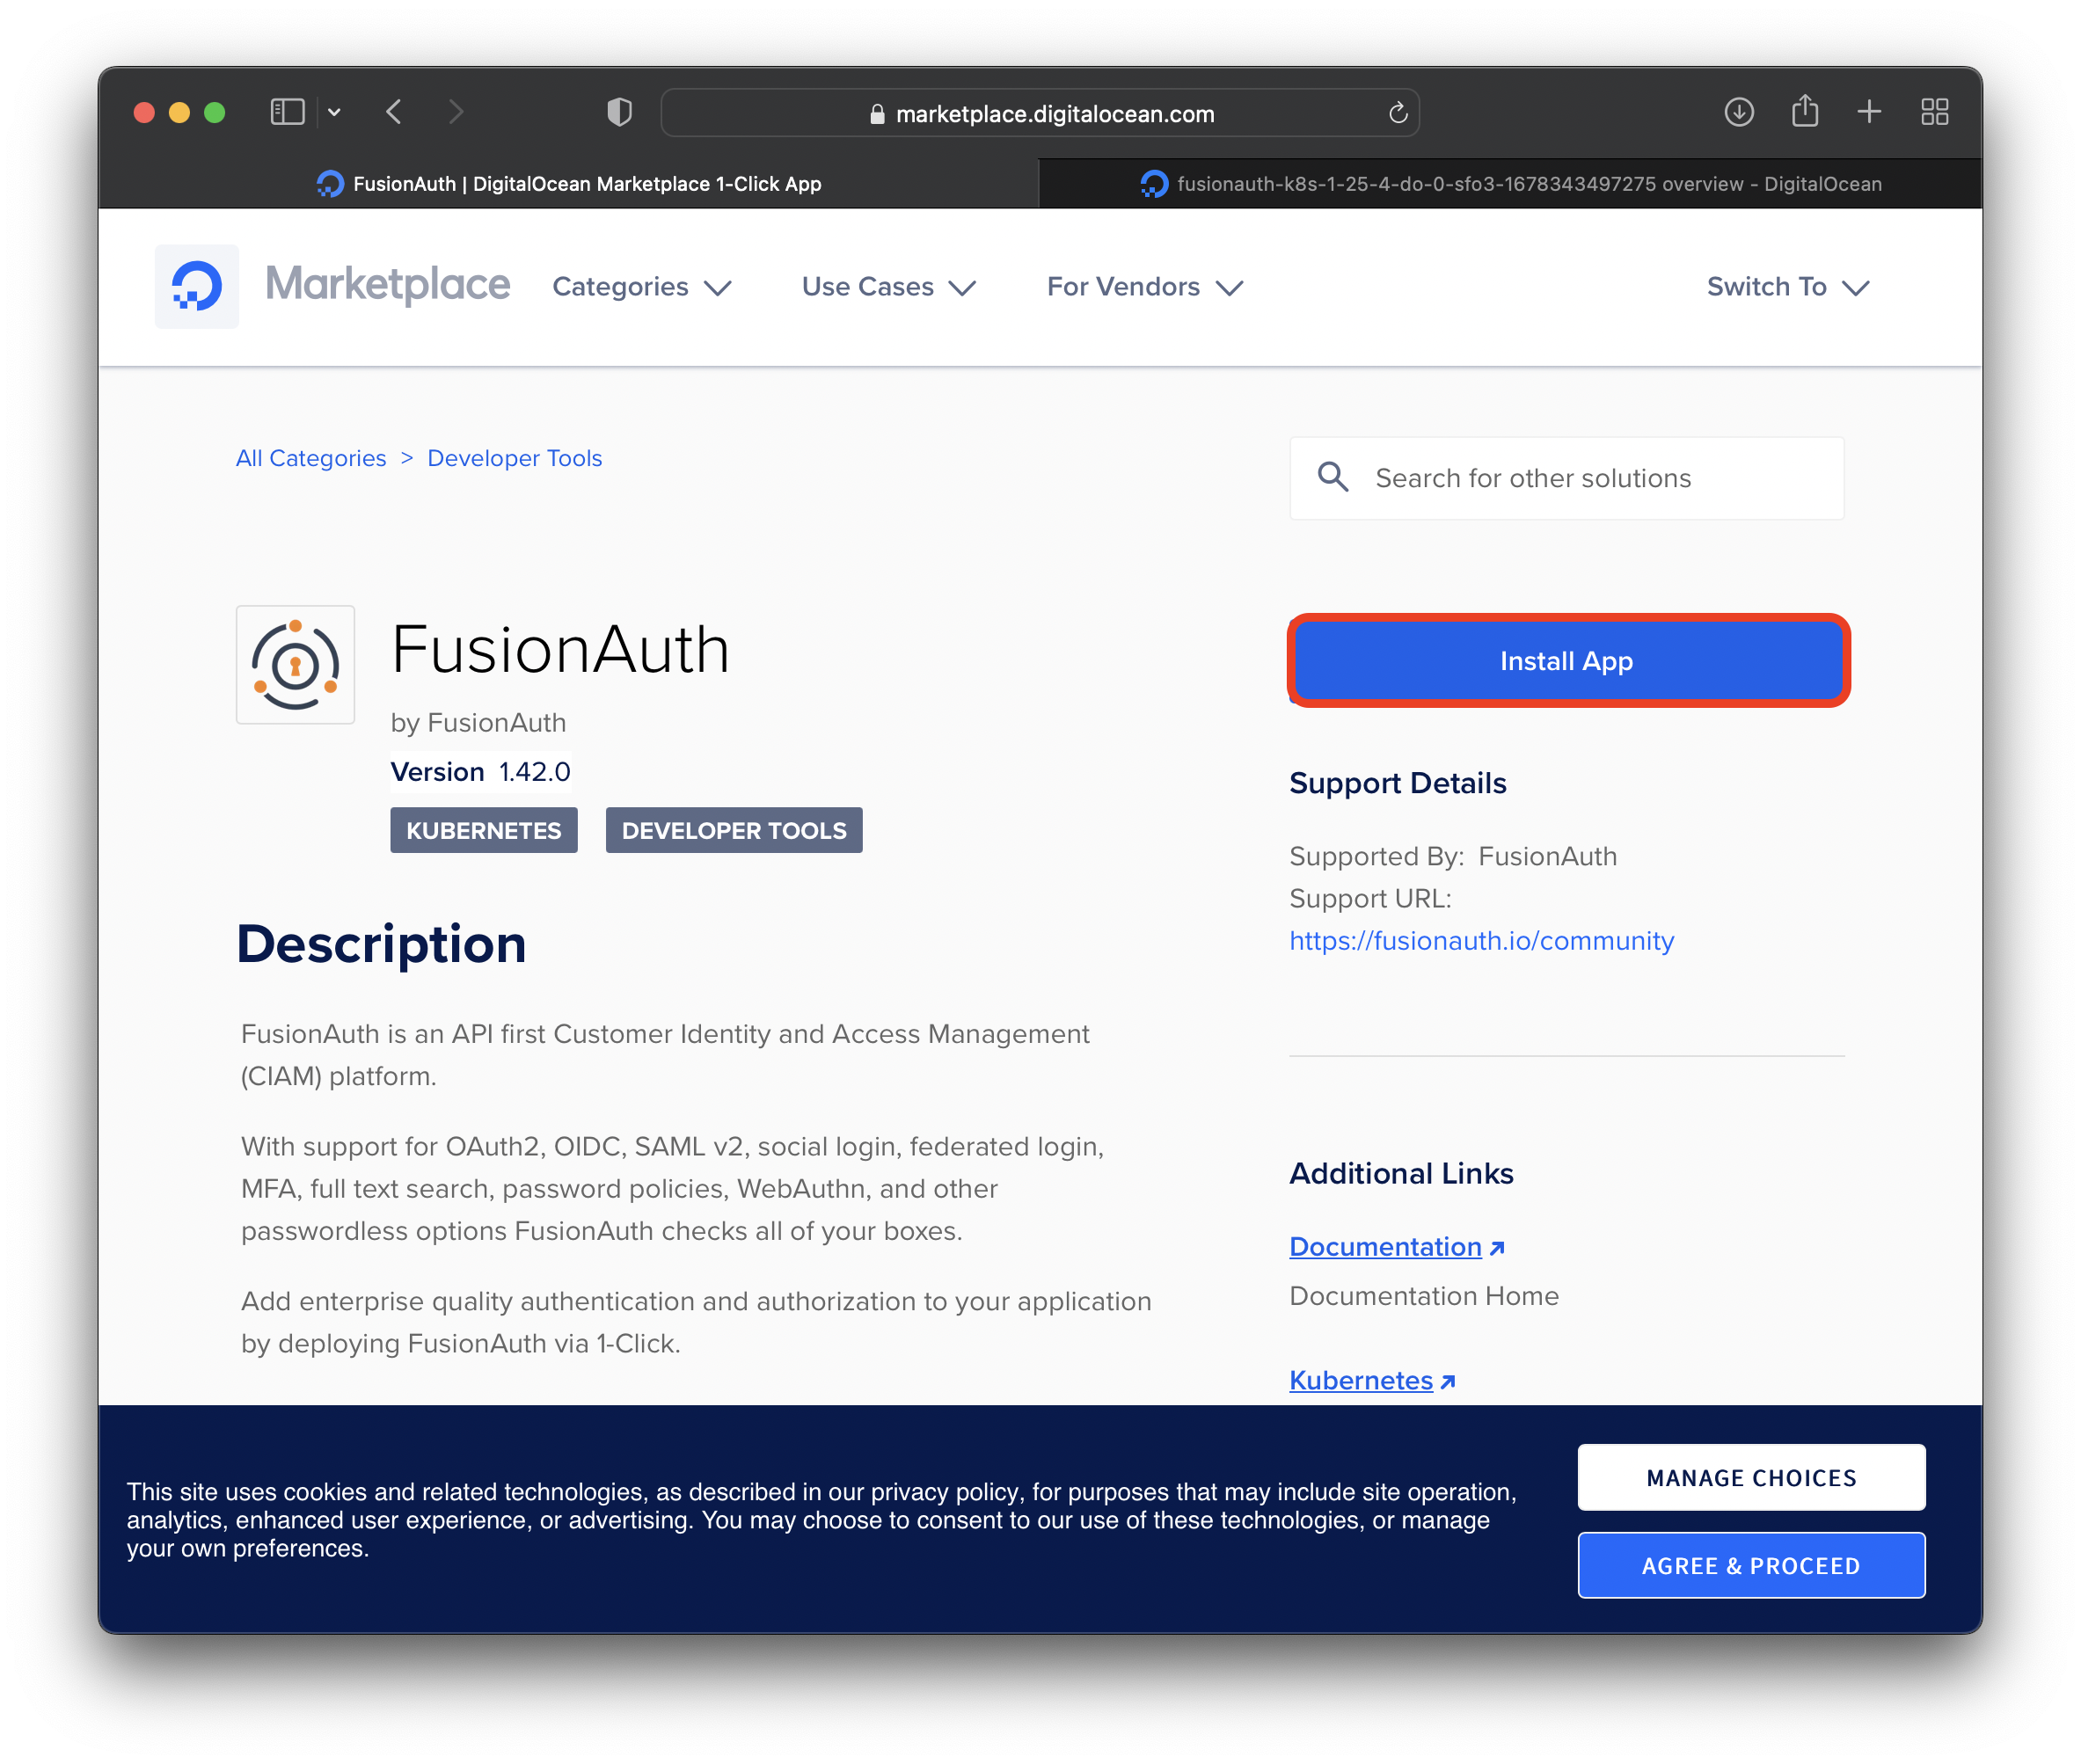 marketplace.digitalocean.com
FusionAuth | DigitalOcean Marketplace 1-Click App
fusionauth-k8s-1-25-4-do-0-sfo3-1678343497275 overview - DigitalOcean
Marketplace
Categories
Use Cases
For Vendors
Switch To
All Categories > Developer Tools
Search for other solutions
FusionAuth
by FusionAuth
Version 1.42.0
KUBERNETES
DEVELOPER TOOLS
Install App
Description
FusionAuth is an API first Customer Identity and Access Management
(CIAM) platform.
With support for OAuth2, OIDC, SAML v2, social login, federated login,
MFA, full text search, password policies, WebAuthn, and other
passwordless options FusionAuth checks all of your boxes.
Add enterprise quality authentication and authorization to your application
by deploying FusionAuth via 1-Click.
Support Details
Supported By: FusionAuth
Support URL:
https://fusionauth.io/community
Additional Links
Documentation
Documentation Home
Kubernetes
This site uses cookies and related technologies, as described in our privacy policy, for purposes that may include site operation,
analytics, enhanced user experience, or advertising. You may choose to consent to our use of these technologies, or manage
your own preferences.
MANAGE CHOICES
AGREE & PROCEED